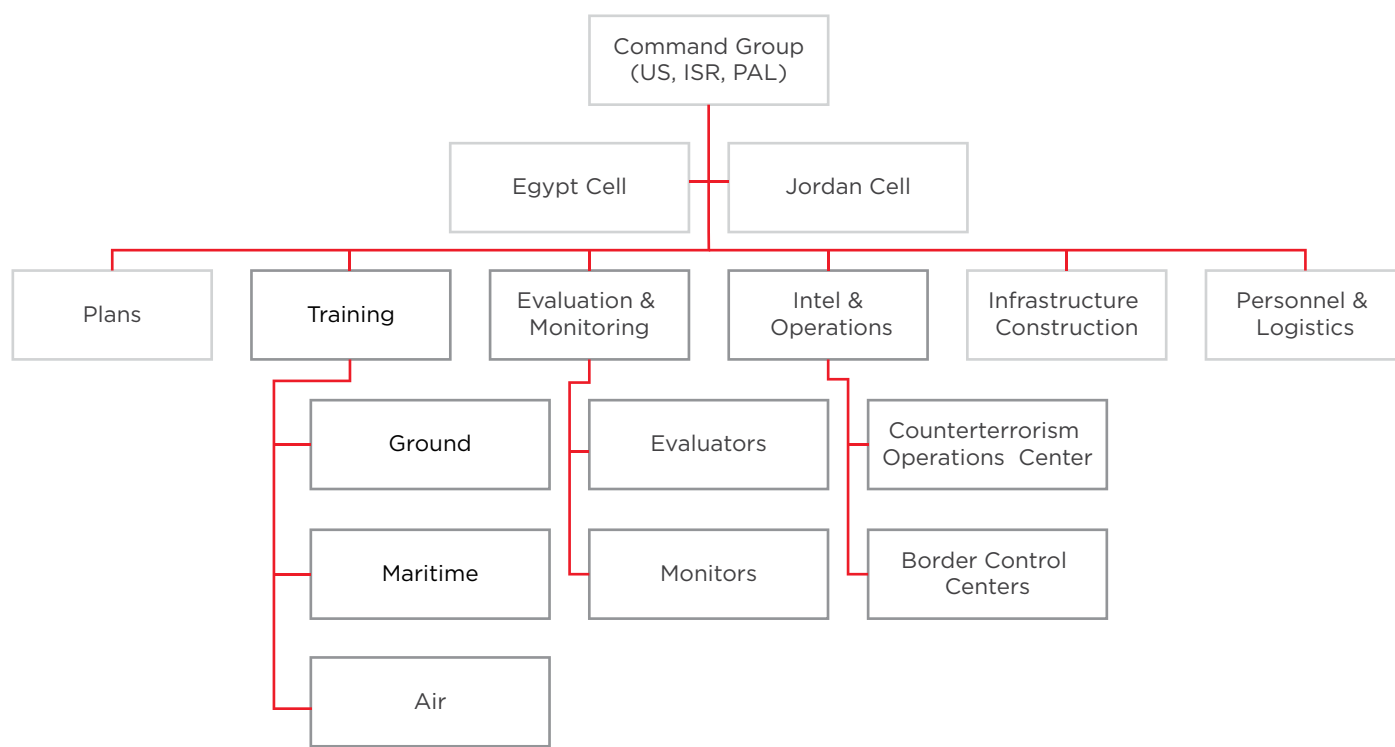 Command Group
(US, ISR, PAL)
Egypt Cell
Jordan Cell
Plans
Training
Evaluation &
Monitoring
Intel &
Operations
Infrastructure
Construction
Personnel &
Logistics
Ground
Evaluators
Counterterrorism
Operations Center
Maritime
Monitors
Border Control
Centers
Air